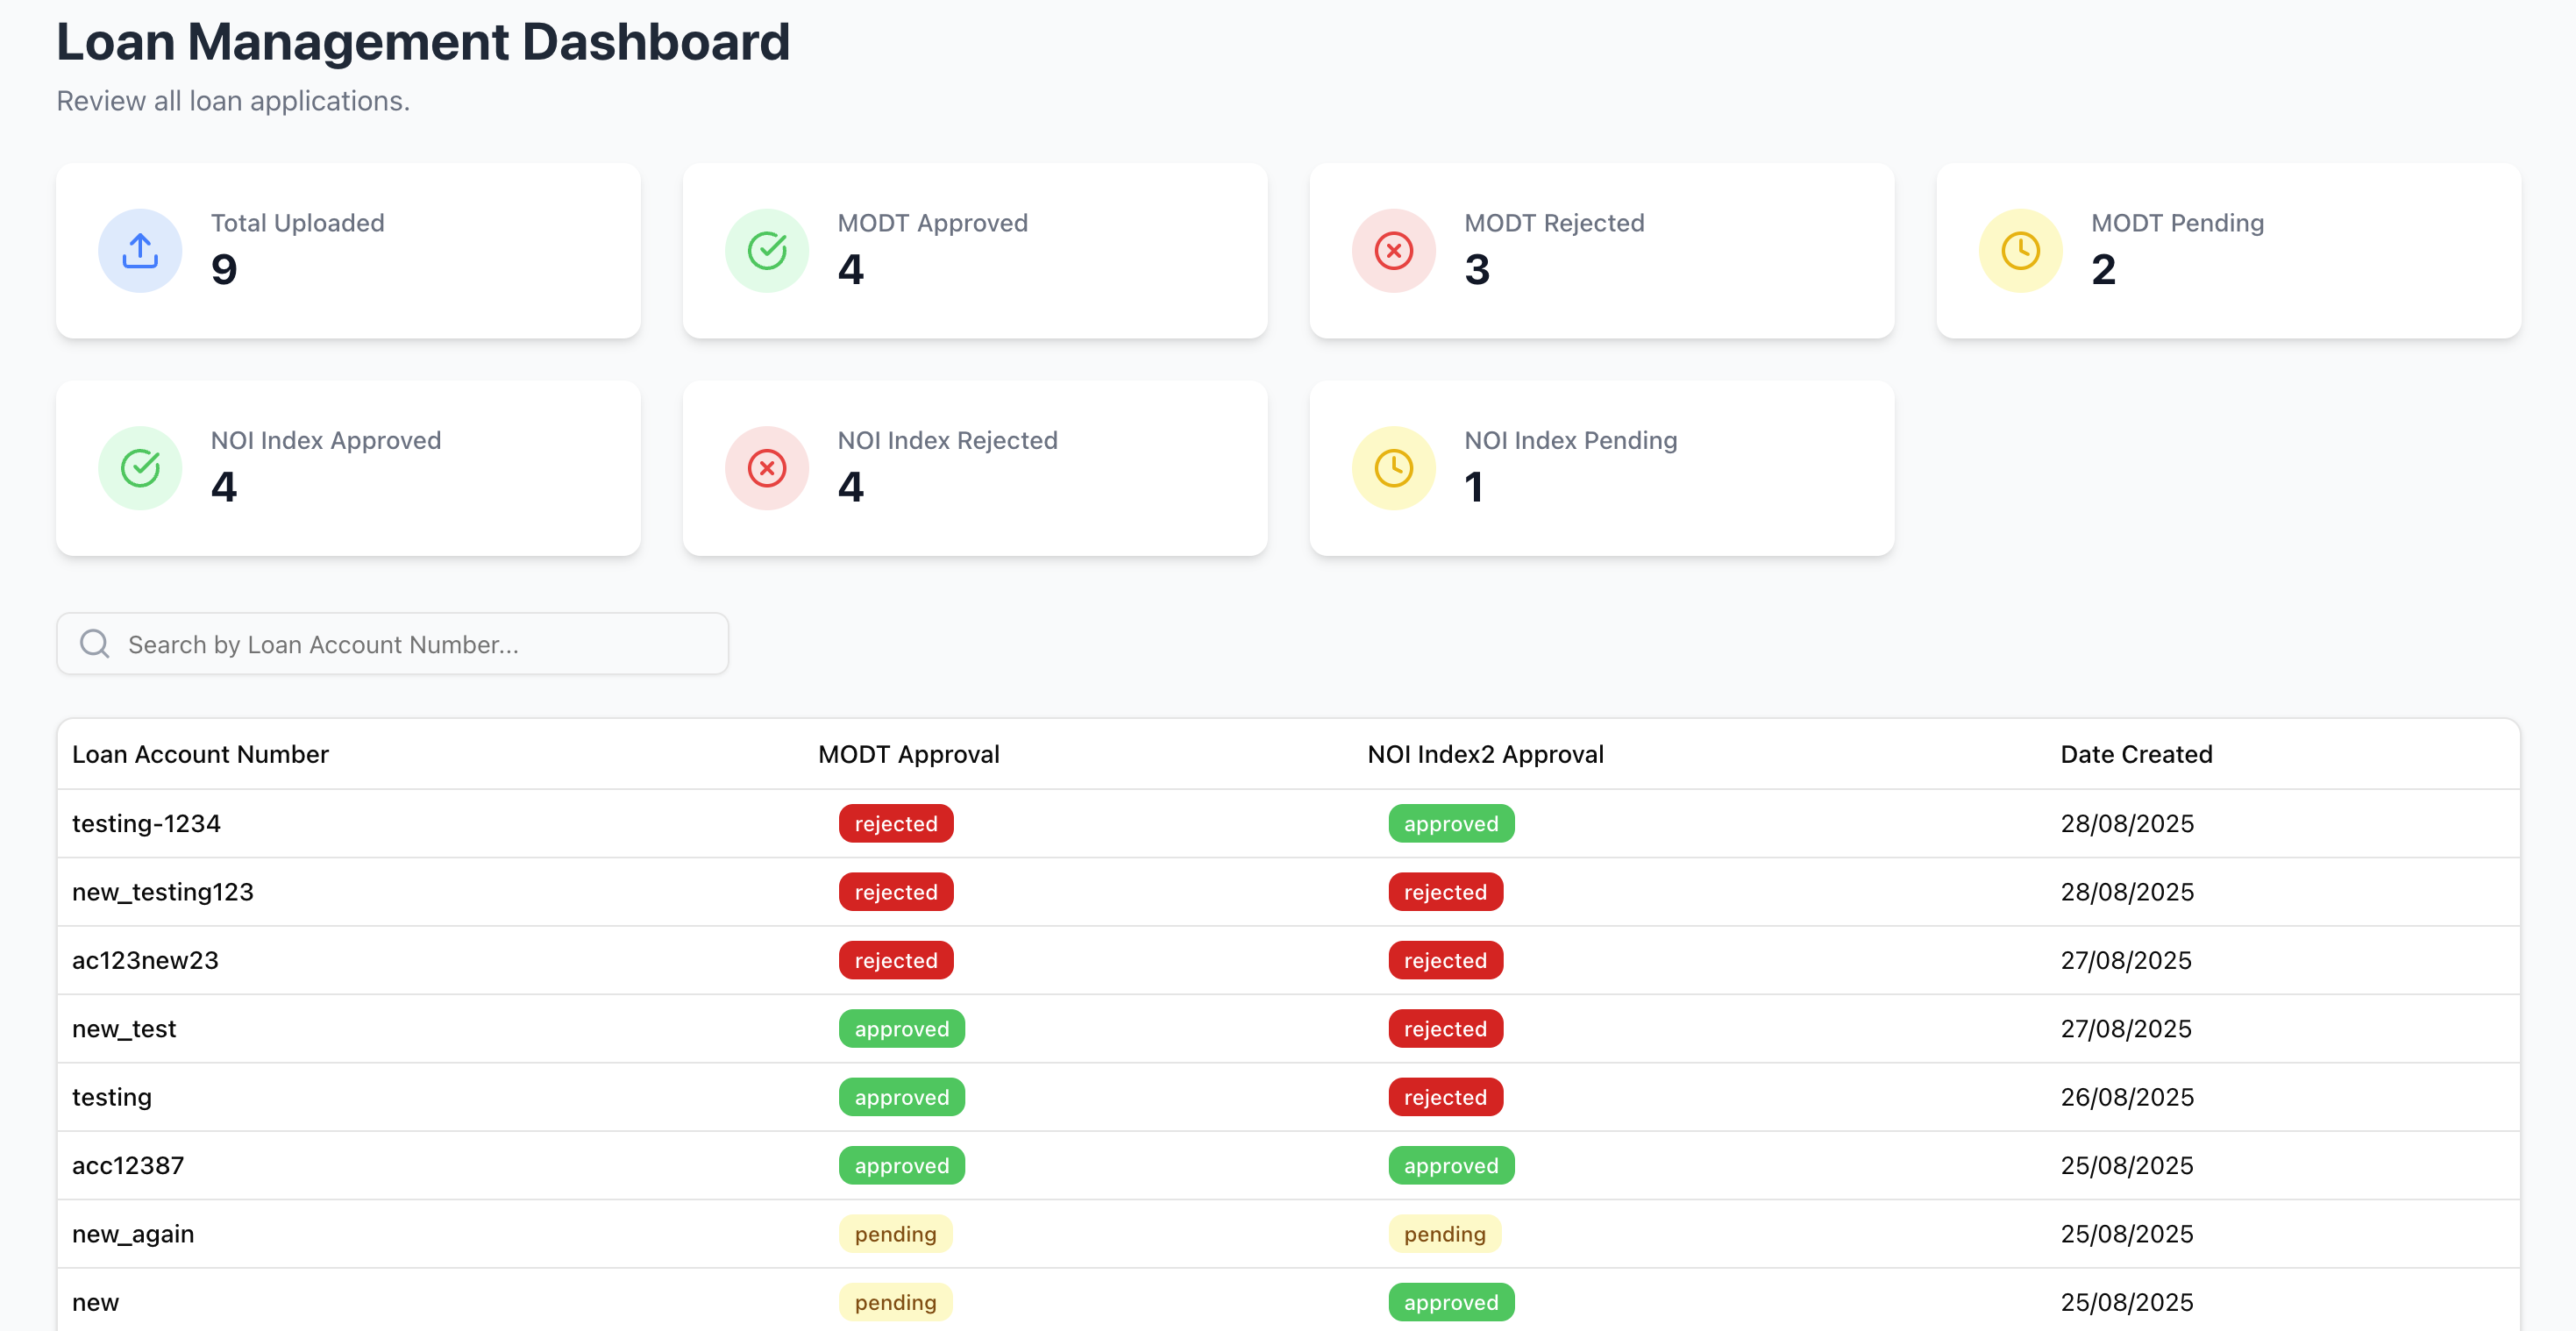 Loan Management Dashboard
Review all loan applications.
Total Uploaded
9
MODT Approved
4
MODT Rejected
3
MODT Pending
2
NOI Index Approved
4
NOI Index Rejected
4
NOI Index Pending
1
Search by Loan Account Number...
Loan Account Number MODT Approval NOI Index2 Approval Date Created
testing-1234 rejected approved 28/08/2025
new_testing123 rejected rejected 28/08/2025
ac123new23 rejected rejected 27/08/2025
new_test approved rejected 27/08/2025
testing approved rejected 26/08/2025
acc12387 approved approved 25/08/2025
new_again pending pending 25/08/2025
new pending approved 25/08/2025